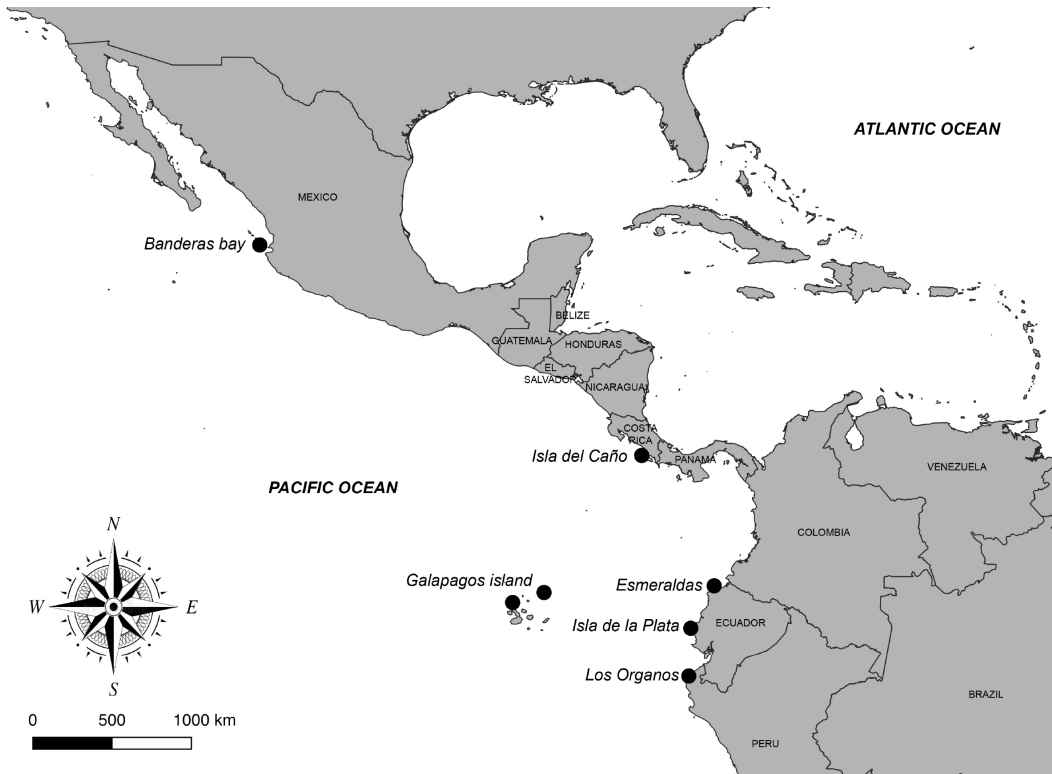 ATLANTIC OCEAN
MEXICO
Banderas bay
BELIZE
GUATEMALA
HONDURAS
EL
SALVADOR
NICARAGUA
COSTA
RICA
Isla del Caño
PANAMA
VENEZUELA
PACIFIC OCEAN
COLOMBIA
N
W
E
S
Galapagos island
Esmeraldas
Isla de la Plata
ECUADOR
Los Organos
BRAZIL
PERU
0
500
1000 km